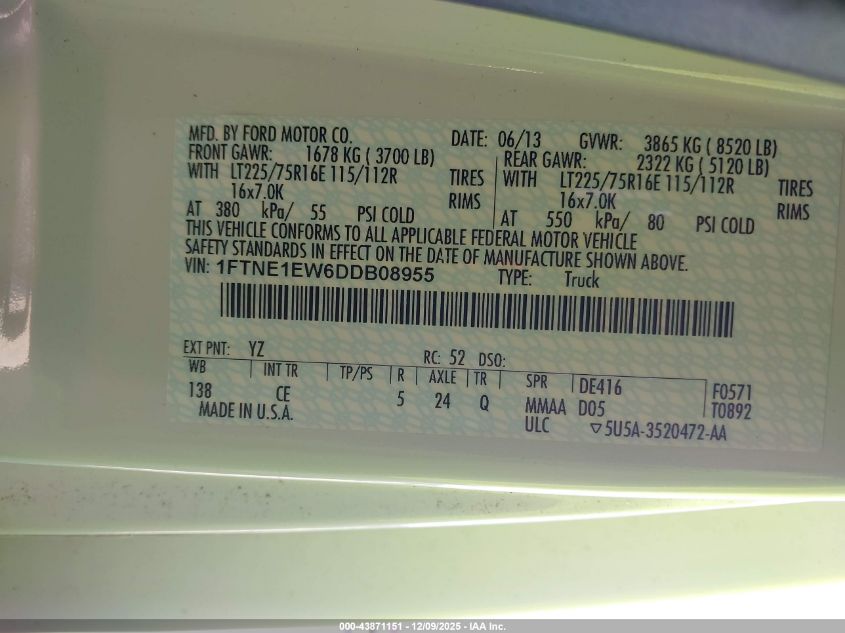 MFD. BY FORD MOTOR CO. DATE: 06/13 GVWR: 3865 KG ( 8520 LB)
FRONT GAWR: 1678 KG ( 3700 LB) REAR GAWR: 2322 KG ( 5120 LB)
WITH LT225/75R16E 115/112R TIRES WITH LT225/75R16E 115/112R TIRES
16x7.0K RIMS 16x7.0K RIMS
AT 380 kPa/ 55 PSI COLD AT 550 kPa/ 80 PSI COLD
THIS VEHICLE CONFORMS TO ALL APPLICABLE FEDERAL MOTOR VEHICLE
SAFETY STANDARDS IN EFFECT ON THE DATE OF MANUFACTURE SHOWN ABOVE.
VIN: 1FTNE1EW6DDB08955 TYPE: Truck
EXT PNT: YZ RC: 52 DSO:
WB INT TR TP/PS R AXLE TR SPR DE416 F0571
138 CE 5 24 Q MMAA D05 T0892
MADE IN U.S.A. ULC ▽5U5A-3520472-AA
000-43871151 - 12/09/2025 - IAA Inc.